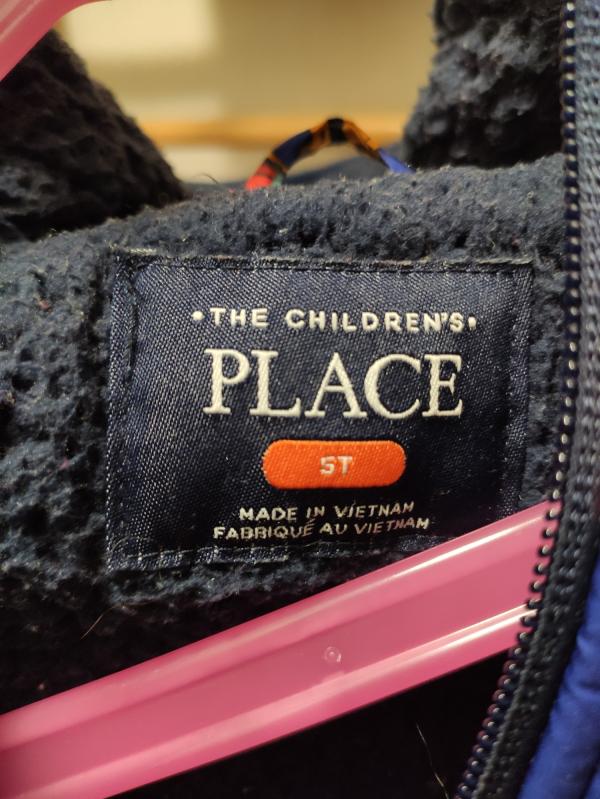 •THE CHILDREN'S•
PLACE
5T
MADE IN VIETNAM
FABRIQUÉ AU VIETNAM